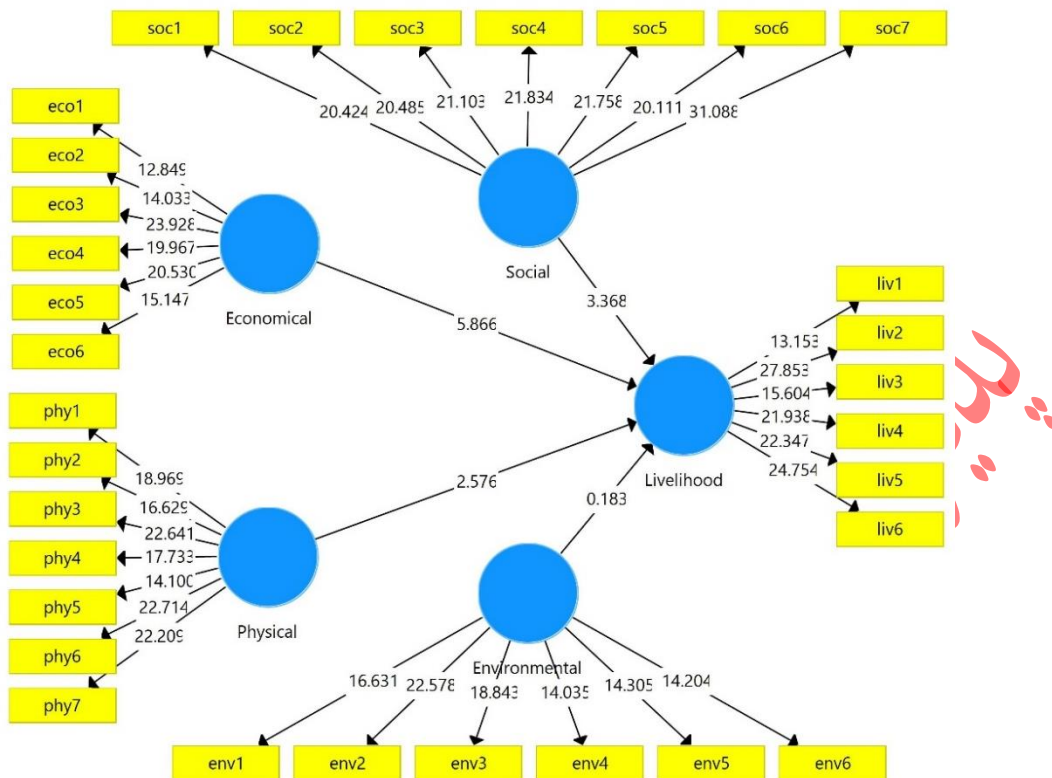 soc1 soc2 soc3 soc4 soc5 soc6 soc7
20.424 20.485 21.103 21.834 21.758 20.111 31.088
eco1
eco2
eco3
eco4
eco5
eco6
12.849
14.033
23.928
19.967
20.530
15.147
Economical
Social
5.866
3.368
liv1
liv2
liv3
liv4
liv5
liv6
13.153
27.853
15.604
21.938
22.347
24.754
Livelihood
phy1
phy2
phy3
phy4
phy5
phy6
phy7
18.969
16.629
22.641
17.733
14.100
22.714
22.209
Physical
2.576
0.183
Environmental
16.631 22.578 18.843 14.035 14.305 14.204
env1 env2 env3 env4 env5 env6